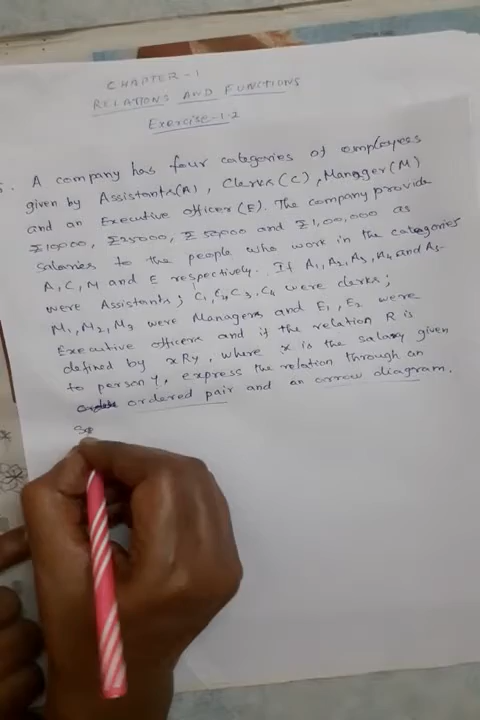 CHAPTER-1
RELATIONS AND FUNCTIONS
Exercise-1.2
5. A company has four categories of employees
given by Assistants(A), Clerks(C), Manager(M)
and an Executive officer(E). The company provide
₹10,000, ₹25000, ₹50,000 and ₹1,00,000 as
salaries to the people who work in the categories
A, C, M and E respectively. If A1, A2, A3, A4 and A5
were Assistants; C1, C2, C3, C4 were clerks;
M1, M2, M3 were Managers and E1, E2 were
Executive officers and if the relation R is
defined by xRy, where x is the salary given
to person y, express the relation through an
ordered pair and an arrow diagram.